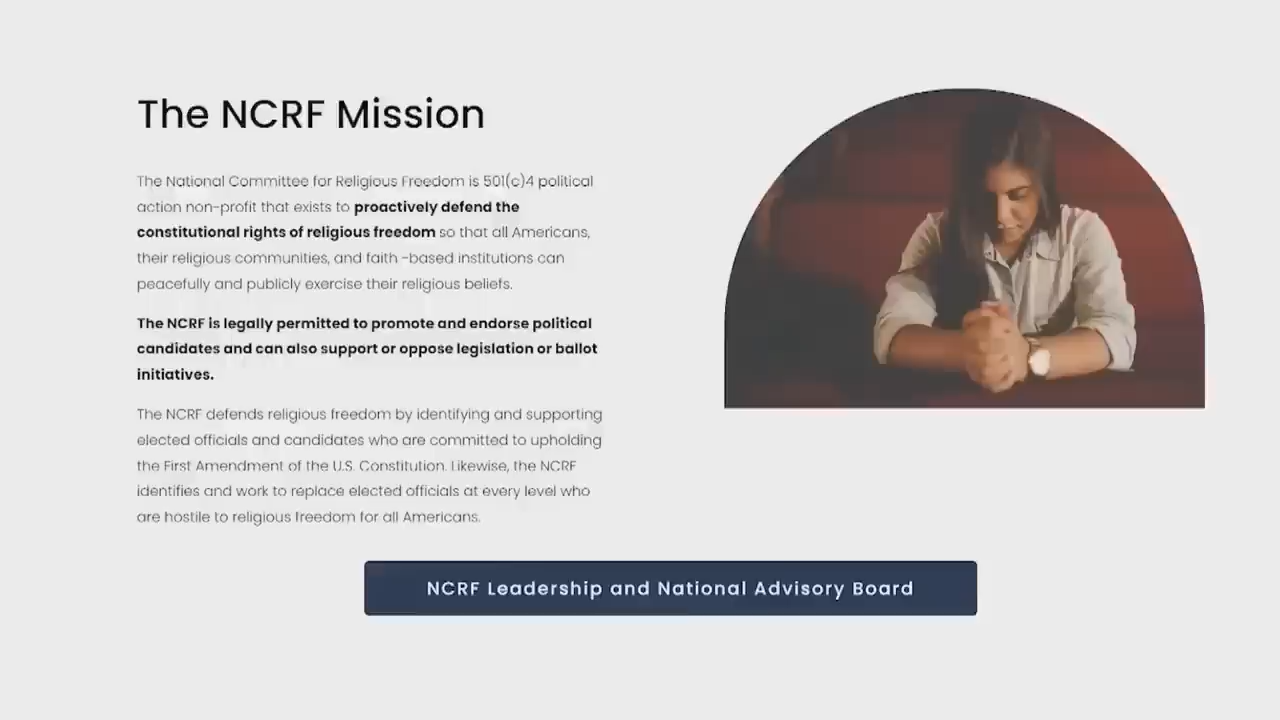 The NCRF Mission
The National Committee for Religious Freedom is 501(c)4 political
action non-profit that exists to proactively defend the
constitutional rights of religious freedom so that all Americans,
their religious communities, and faith -based institutions can
peacefully and publicly exercise their religious beliefs.
The NCRF is legally permitted to promote and endorse political
candidates and can also support or oppose legislation or ballot
initiatives.
The NCRF defends religious freedom by identifying and supporting
elected officials and candidates who are committed to upholding
the First Amendment of the U.S. Constitution. Likewise, the NCRF
identifies and work to replace elected officials at every level who
are hostile to religious freedom for all Americans.
NCRF Leadership and National Advisory Board